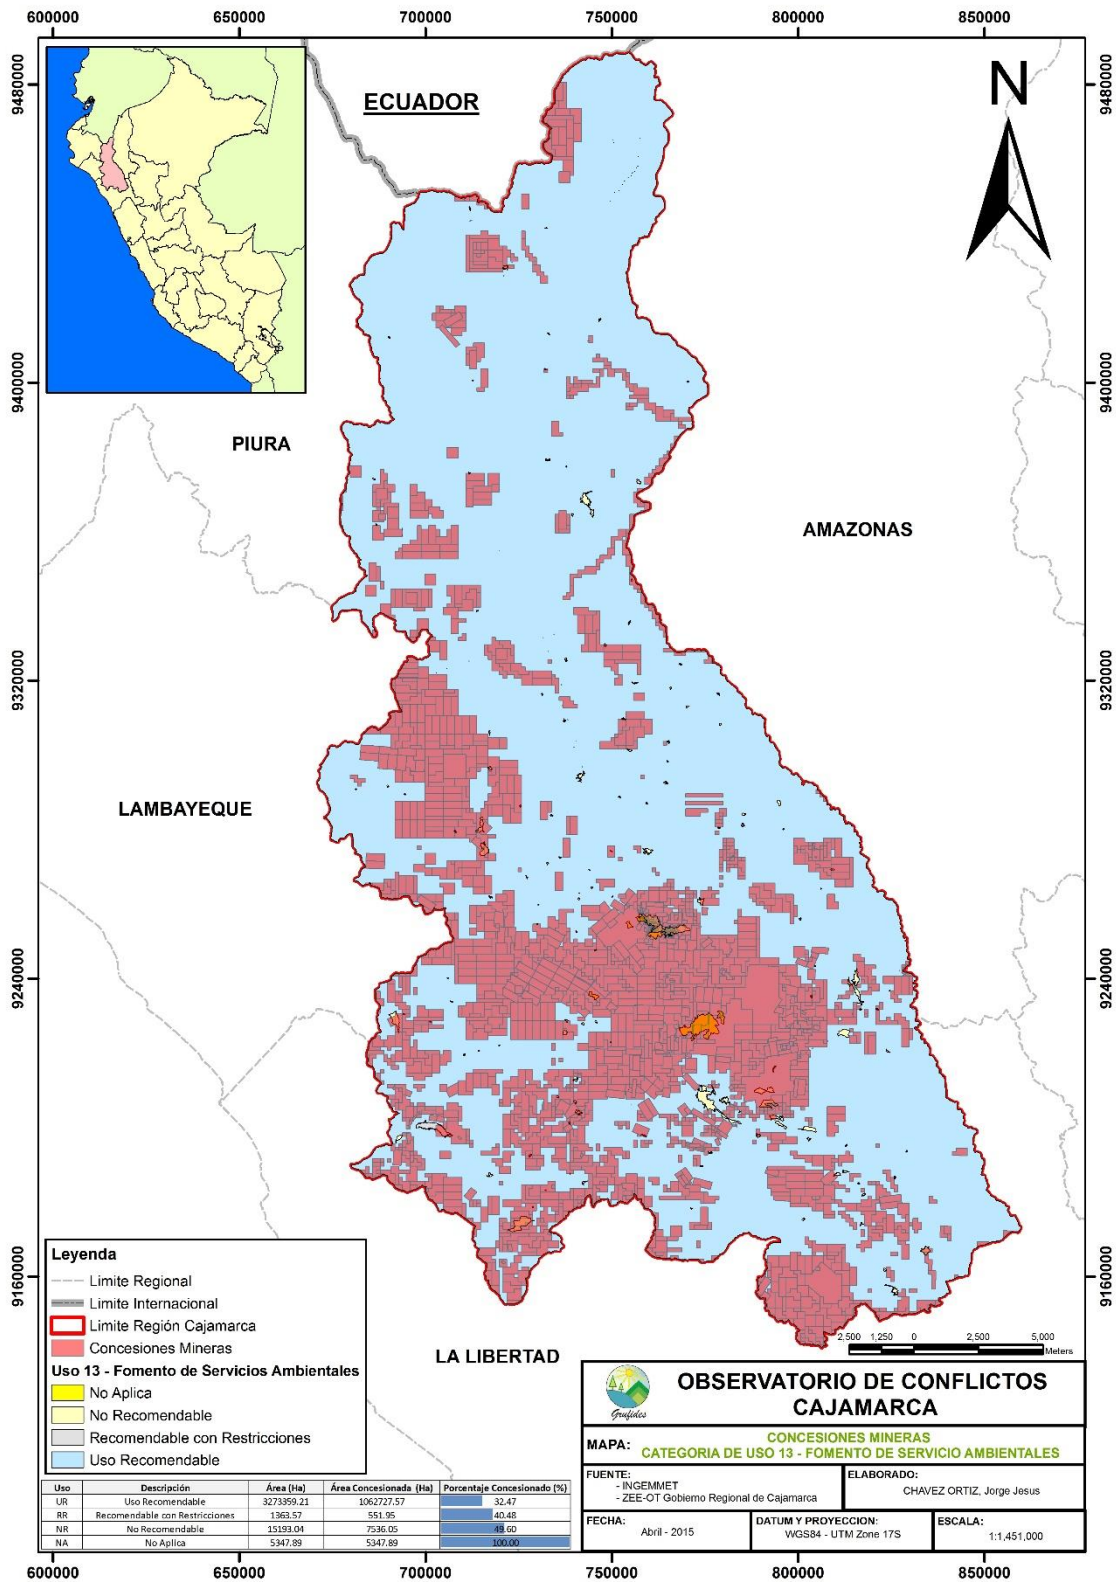 600000 650000 700000 750000 800000 850000
9480000
9480000
ECUADOR
N
9400000
9400000
PIURA
AMAZONAS
9320000
9320000
LAMBAYEQUE
9240000
9240000
9160000
9160000
LA LIBERTAD
2,500 1,250 0 2,500 5,000
Meters
Leyenda
Limite Regional
Limite Internacional
Limite Región Cajamarca
Concesiones Mineras
Uso 13 - Fomento de Servicios Ambientales
No Aplica
No Recomendable
Recomendable con Restricciones
Uso Recomendable
Uso Descripción Área (Ha) Área Concesionada (Ha) Porcentaje Concesionado (%)
UR Uso Recomendable 3273359.21 1062727.57 32.47
RR Recomendable con Restricciones 1363.57 551.95 40.48
NR No Recomendable 15193.04 7536.05 49.60
NA No Aplica 5347.89 5347.89 100.00
Grufides
OBSERVATORIO DE CONFLICTOS
CAJAMARCA
MAPA:
CONCESIONES MINERAS
CATEGORIA DE USO 13 - FOMENTO DE SERVICIO AMBIENTALES
FUENTE:
- INGEMMET
- ZEE-OT Gobierno Regional de Cajamarca
ELABORADO:
CHAVEZ ORTIZ, Jorge Jesus
FECHA:
Abril - 2015
DATUM Y PROYECCION:
WGS84 - UTM Zone 17S
ESCALA:
1:1,451,000
600000 650000 700000 750000 800000 850000